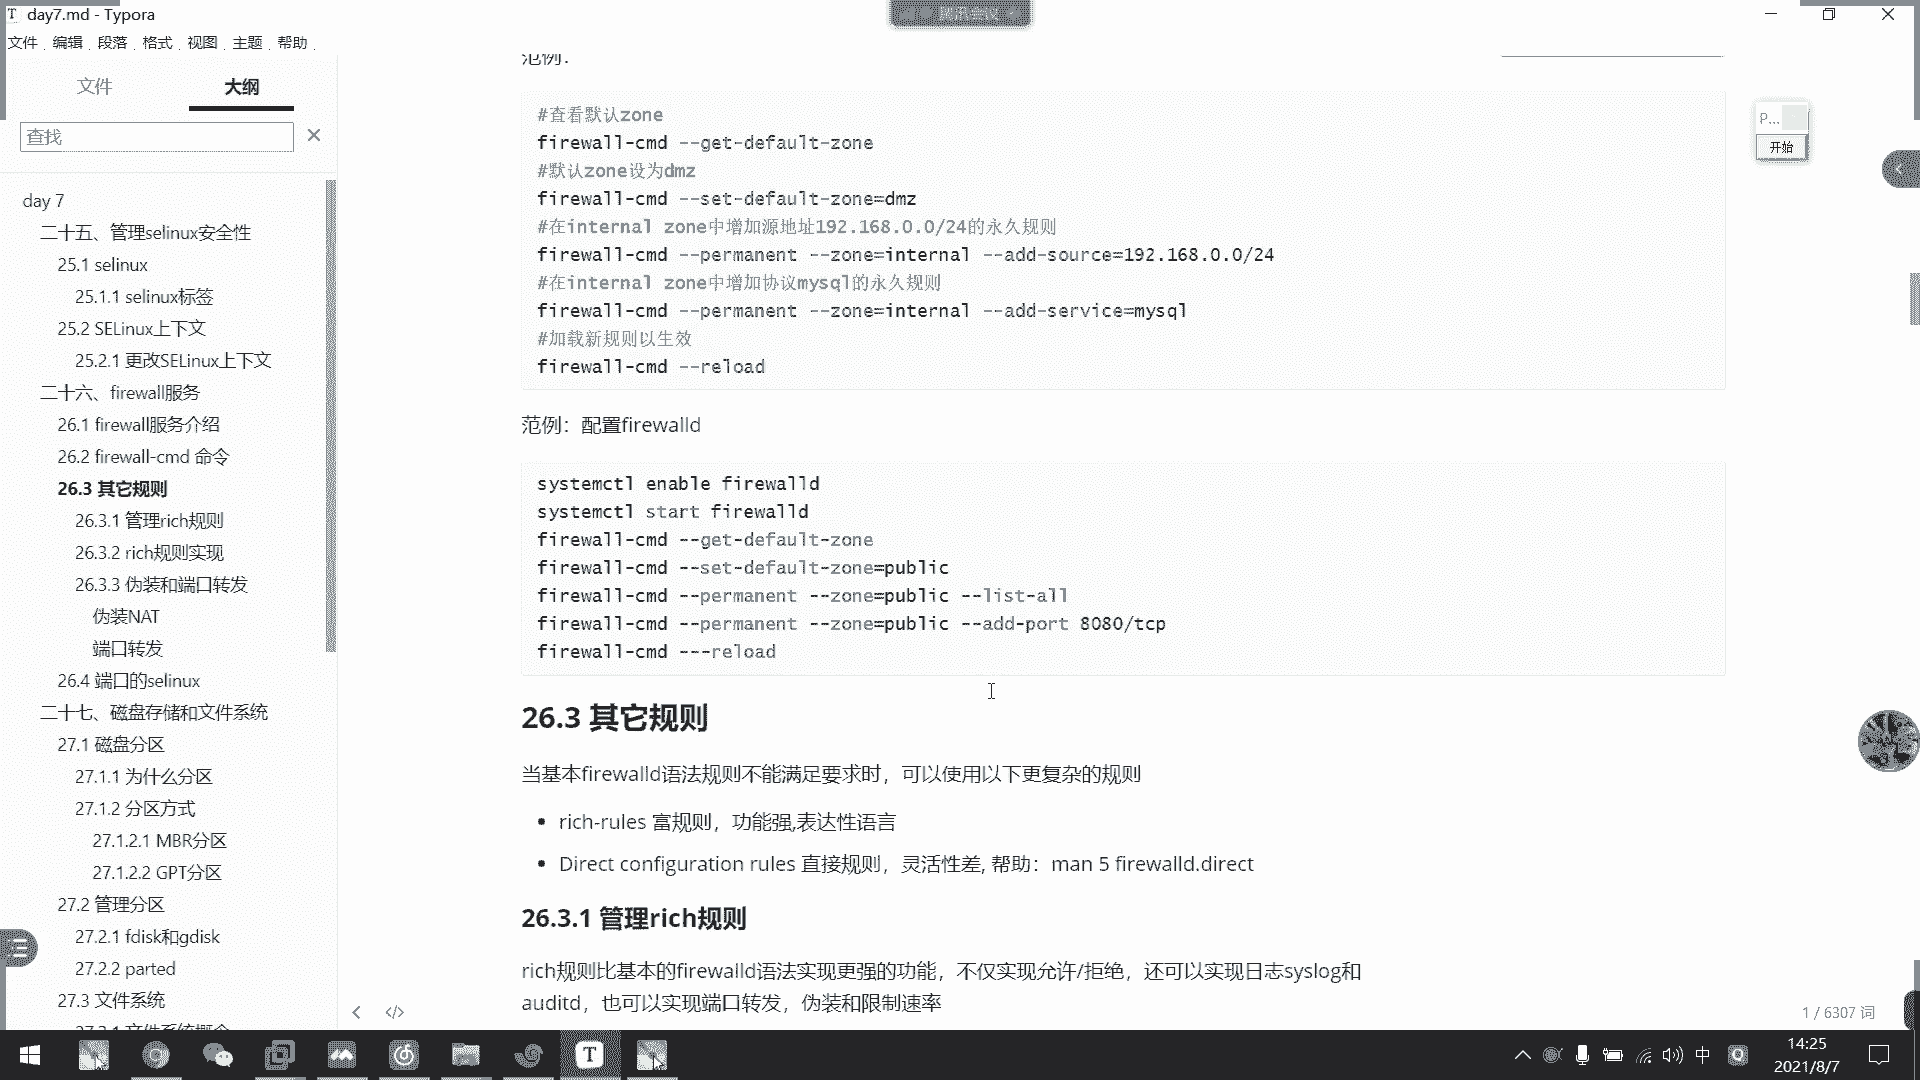 day7.md - Typora
腾讯会议
文件 编辑 段落 格式 视图 主题 帮助
文件 大纲
查找
day 7
二十五、管理selinux安全性
25.1 selinux
25.1.1 selinux标签
25.2 SELinux上下文
25.2.1 更改SELinux上下文
二十六、firewall服务
26.1 firewall服务介绍
26.2 firewall-cmd 命令
26.3 其它规则
26.3.1 管理rich规则
26.3.2 rich规则实现
26.3.3 伪装和端口转发
伪装NAT
端口转发
26.4 端口的selinux
二十七、磁盘存储和文件系统
27.1 磁盘分区
27.1.1 为什么分区
27.1.2 分区方式
27.1.2.1 MBR分区
27.1.2.2 GPT分区
27.2 管理分区
27.2.1 fdisk和gdisk
27.2.2 parted
27.3 文件系统
27.3.1 文件系统概念
范例：
#查看默认zone
firewall-cmd --get-default-zone
#默认zone设为dmz
firewall-cmd --set-default-zone=dmz
#在internal zone中增加源地址192.168.0.0/24的永久规则
firewall-cmd --permanent --zone=internal --add-source=192.168.0.0/24
#在internal zone中增加协议mysql的永久规则
firewall-cmd --permanent --zone=internal --add-service=mysql
#加载新规则以生效
firewall-cmd --reload
范例：配置firewalld
systemctl enable firewalld
systemctl start firewalld
firewall-cmd --get-default-zone
firewall-cmd --set-default-zone=public
firewall-cmd --permanent --zone=public --list-all
firewall-cmd --permanent --zone=public --add-port 8080/tcp
firewall-cmd ---reload
26.3 其它规则
当基本firewalld语法规则不能满足要求时，可以使用以下更复杂的规则
rich-rules 富规则，功能强,表达性语言
Direct configuration rules 直接规则，灵活性差, 帮助：man 5 firewalld.direct
26.3.1 管理rich规则
rich规则比基本的firewalld语法实现更强的功能，不仅实现允许/拒绝，还可以实现日志syslog和
auditd，也可以实现端口转发，伪装和限制速率
P...
开始
1 / 6307 词
中
14:25
2021/8/7